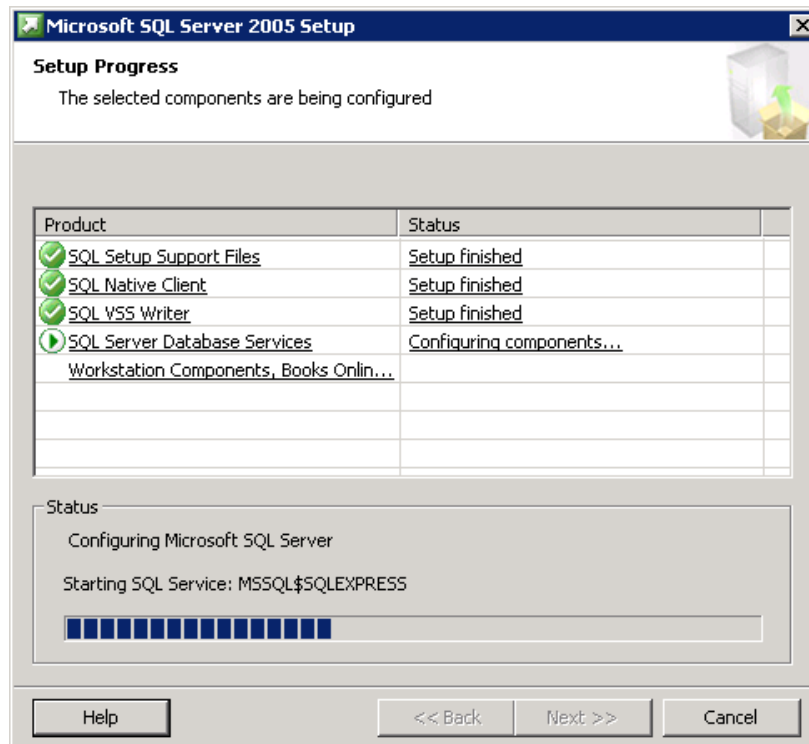 Microsoft SQL Server 2005 Setup
Setup Progress
The selected components are being configured
Product Status
SQL Setup Support Files Setup finished
SQL Native Client Setup finished
SQL VSS Writer Setup finished
SQL Server Database Services Configuring components...
Workstation Components, Books Onlin...
Status
Configuring Microsoft SQL Server
Starting SQL Service: MSSQL$SQLEXPRESS
Help << Back Next >> Cancel